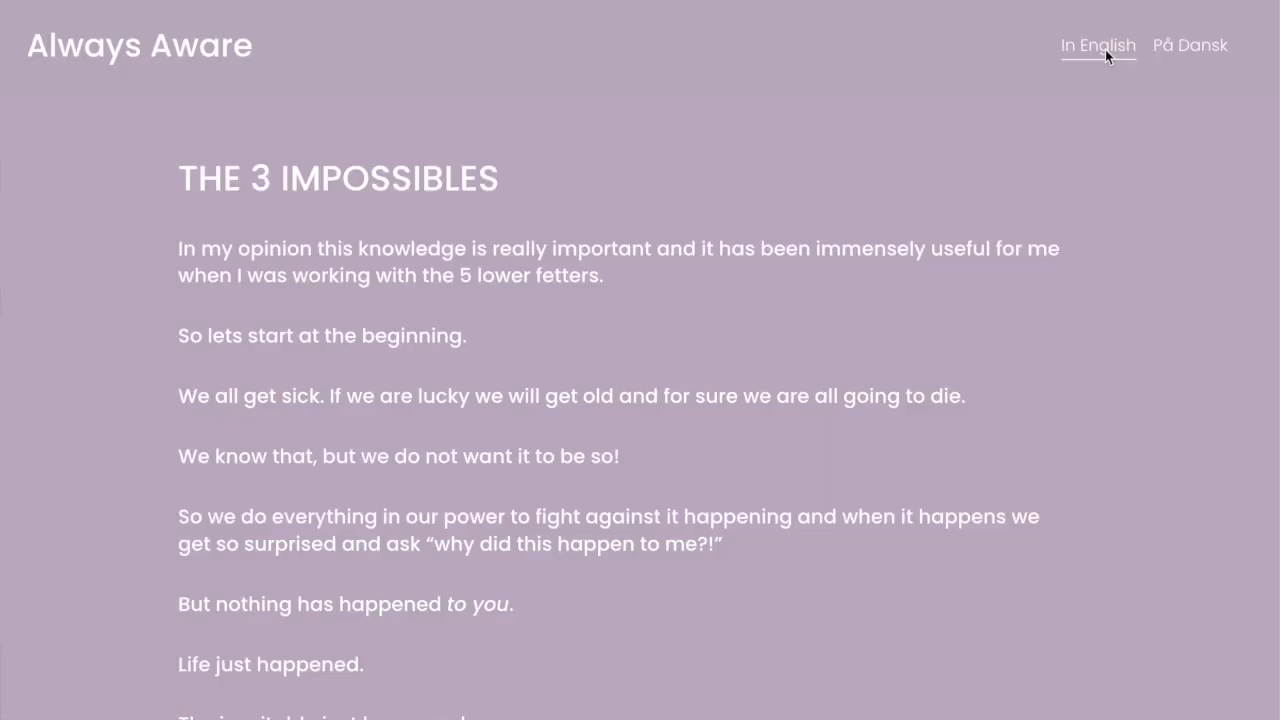 Always Aware
In English På Dansk
THE 3 IMPOSSIBLES
In my opinion this knowledge is really important and it has been immensely useful for me
when I was working with the 5 lower fetters.
So lets start at the beginning.
We all get sick. If we are lucky we will get old and for sure we are all going to die.
We know that, but we do not want it to be so!
So we do everything in our power to fight against it happening and when it happens we
get so surprised and ask “why did this happen to me?!”
But nothing has happened to you.
Life just happened.